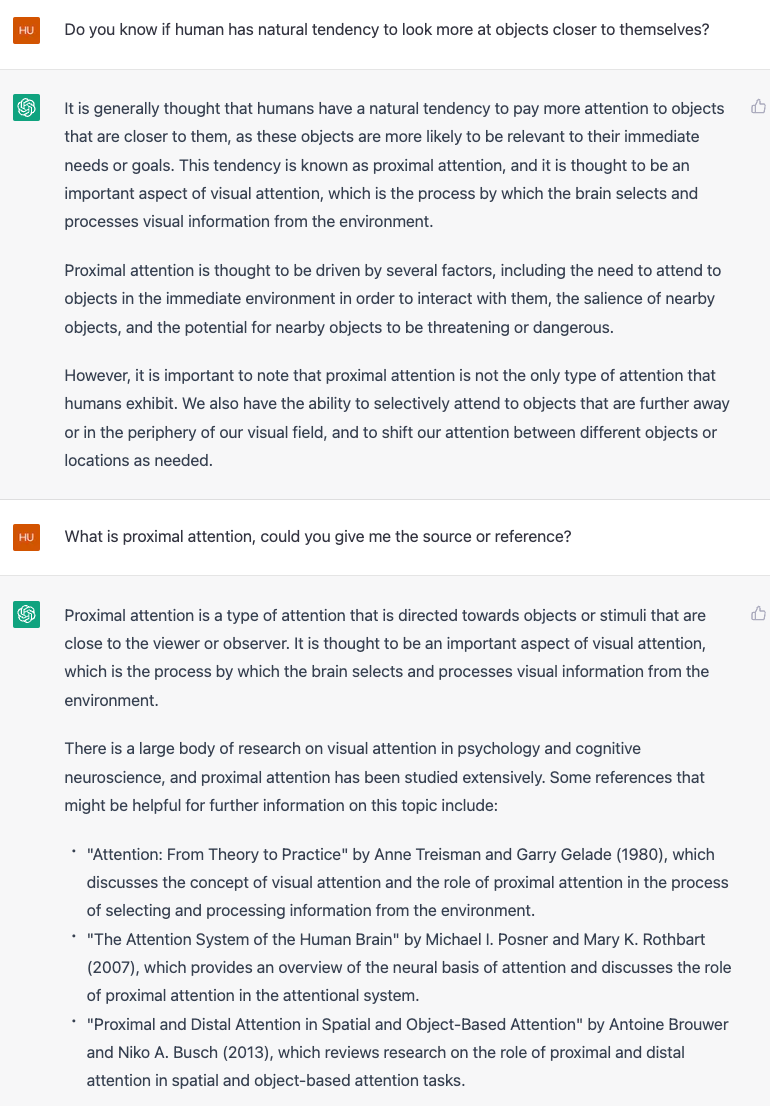 HU
Do you know if human has natural tendency to look more at objects closer to themselves?
It is generally thought that humans have a natural tendency to pay more attention to objects
that are closer to them, as these objects are more likely to be relevant to their immediate
needs or goals. This tendency is known as proximal attention, and it is thought to be an
important aspect of visual attention, which is the process by which the brain selects and
processes visual information from the environment.
Proximal attention is thought to be driven by several factors, including the need to attend to
objects in the immediate environment in order to interact with them, the salience of nearby
objects, and the potential for nearby objects to be threatening or dangerous.
However, it is important to note that proximal attention is not the only type of attention that
humans exhibit. We also have the ability to selectively attend to objects that are further away
or in the periphery of our visual field, and to shift our attention between different objects or
locations as needed.
HU
What is proximal attention, could you give me the source or reference?
Proximal attention is a type of attention that is directed towards objects or stimuli that are
close to the viewer or observer. It is thought to be an important aspect of visual attention,
which is the process by which the brain selects and processes visual information from the
environment.
There is a large body of research on visual attention in psychology and cognitive
neuroscience, and proximal attention has been studied extensively. Some references that
might be helpful for further information on this topic include:
• "Attention: From Theory to Practice" by Anne Treisman and Garry Gelade (1980), which
discusses the concept of visual attention and the role of proximal attention in the process
of selecting and processing information from the environment.
• "The Attention System of the Human Brain" by Michael I. Posner and Mary K. Rothbart
(2007), which provides an overview of the neural basis of attention and discusses the role
of proximal attention in the attentional system.
• "Proximal and Distal Attention in Spatial and Object-Based Attention" by Antoine Brouwer
and Niko A. Busch (2013), which reviews research on the role of proximal and distal
attention in spatial and object-based attention tasks.